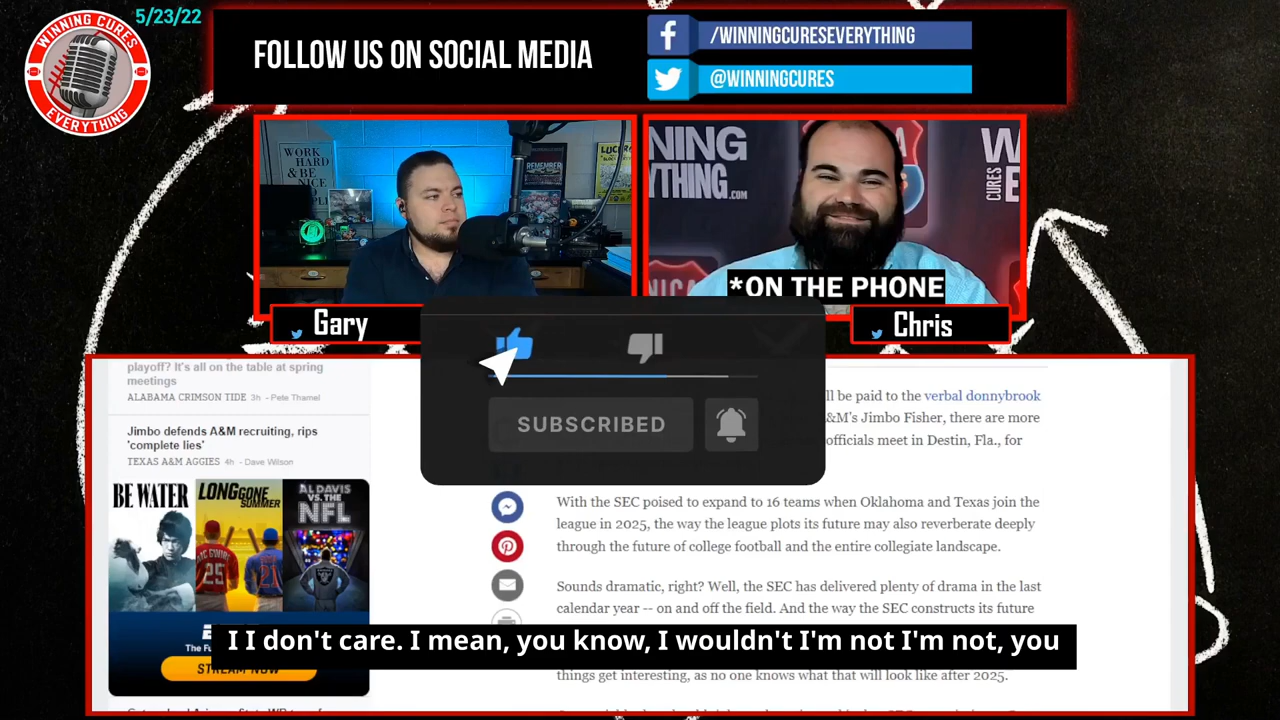 5/23/22
WINNING CURES
EVERYTHING
FOLLOW US ON SOCIAL MEDIA
/WINNINGCURESEVERYTHING
@WINNINGCURES
WORK
HARD
& BE
NICE
REMEMBER
NING
YTHING.COM
W
CURES
E
*ON THE PHONE
Gary
Chris
SUBSCRIBED
playoff? It's all on the table at spring
meetings
ALABAMA CRIMSON TIDE 3h - Pete Thamel
Jimbo defends A&M recruiting, rips
'complete lies'
TEXAS A&M AGGIES 4h - Dave Wilson
BE WATER
LONG GONE
SUMMER
AL DAVIS
VS. THE
NFL
MCGWIRE
25
21
STREAM NOW
ll be paid to the verbal donnybrook
&M's Jimbo Fisher, there are more
officials meet in Destin, Fla., for
With the SEC poised to expand to 16 teams when Oklahoma and Texas join the
league in 2025, the way the league plots its future may also reverberate deeply
through the future of college football and the entire collegiate landscape.
Sounds dramatic, right? Well, the SEC has delivered plenty of drama in the last
calendar year -- on and off the field. And the way the SEC constructs its future
I I don't care. I mean, you know, I wouldn't I'm not I'm not, you
things get interesting, as no one knows what that will look like after 2025.